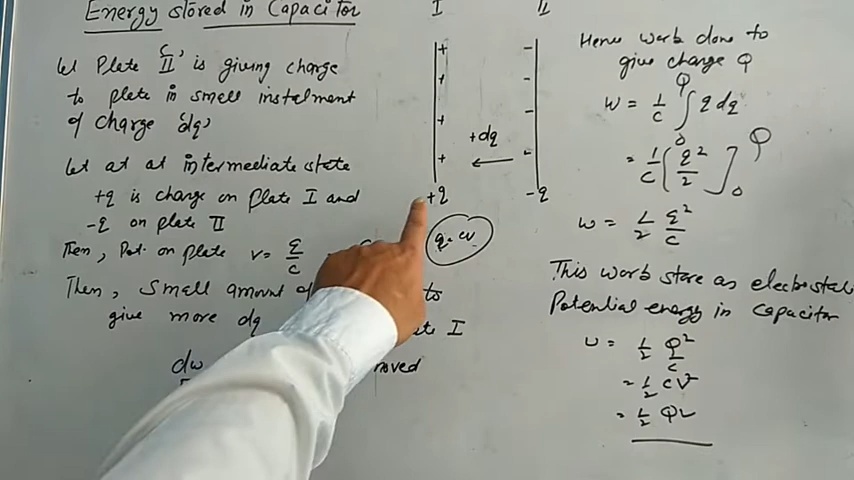 Energy stored in Capacitor
Let Plate 'II' is giving charge
to plate in small instalment
of charge 'dq'
Let at at intermediate state
+q is charge on plate I and
-q on plate II
Then, Pot. on plate v = q/c
Then, small amount of
give more dq
dw
I II
+ -
+ -
+ -
+ -
+dq
+q -q
q = cv
to
plate I
moved
Hence work done to
give charge Q
W = 1/c ∫₀^Q q dq
= 1/c [q²/2]₀^Q
W = 1/2 q²/c
This work store as electrostat
Potential energy in capacitor
U = 1/2 Q²/c
= 1/2 CV²
= 1/2 QV